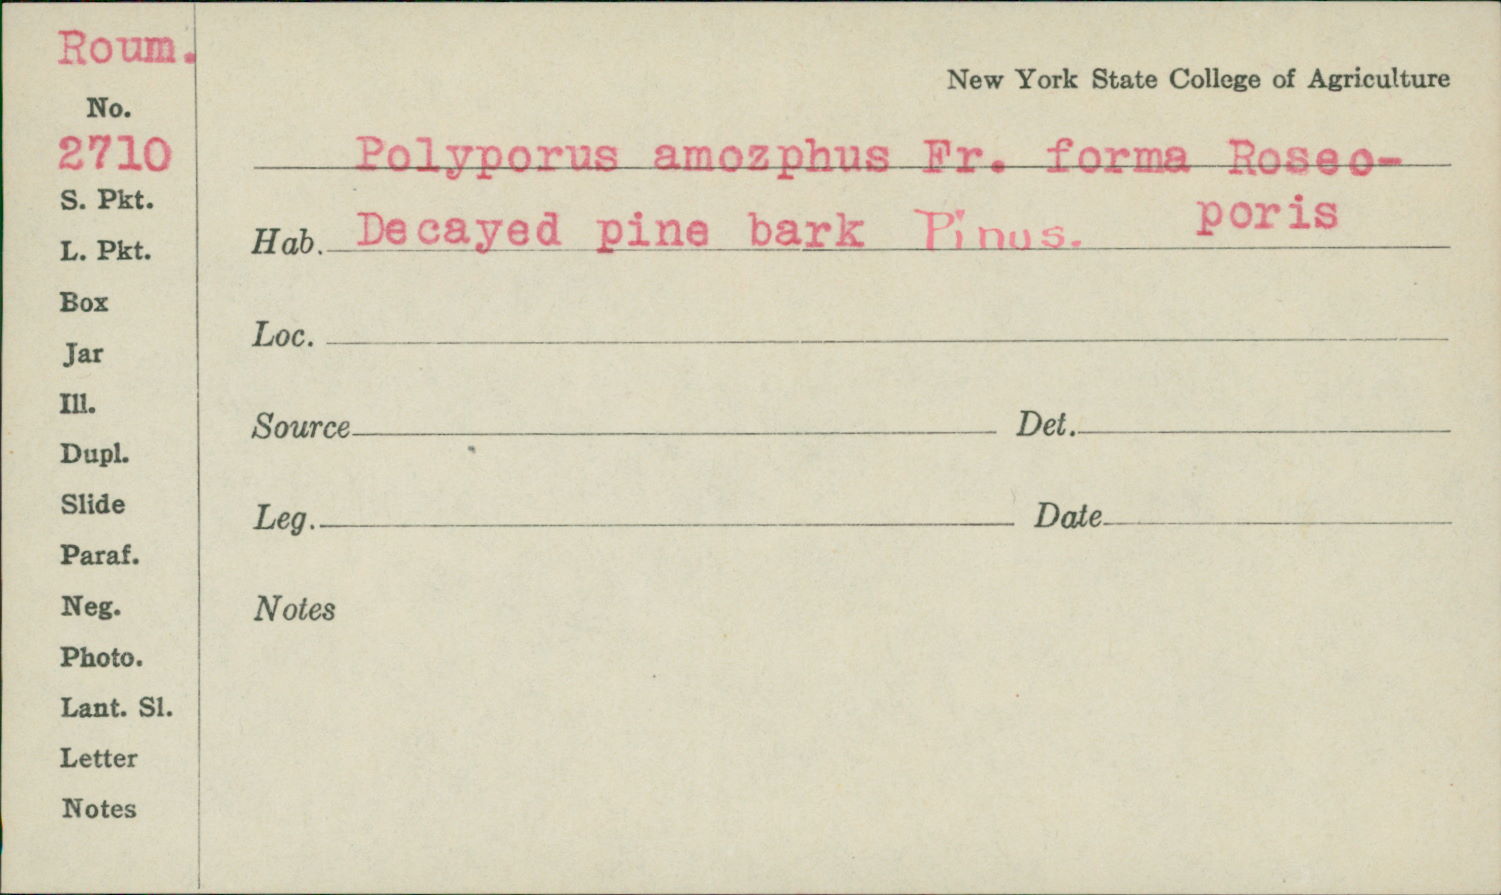 Roum.
New York State College of Agriculture
No.
2710
Polyporus amozphus Fr. forma Roseo-
poris
S. Pkt.
Hab. Decayed pine bark Pinus.
L. Pkt.
Box
Loc.
Jar
Ill.
Source Det.
Dupl.
Slide
Leg. Date
Paraf.
Neg.
Notes
Photo.
Lant. Sl.
Letter
Notes